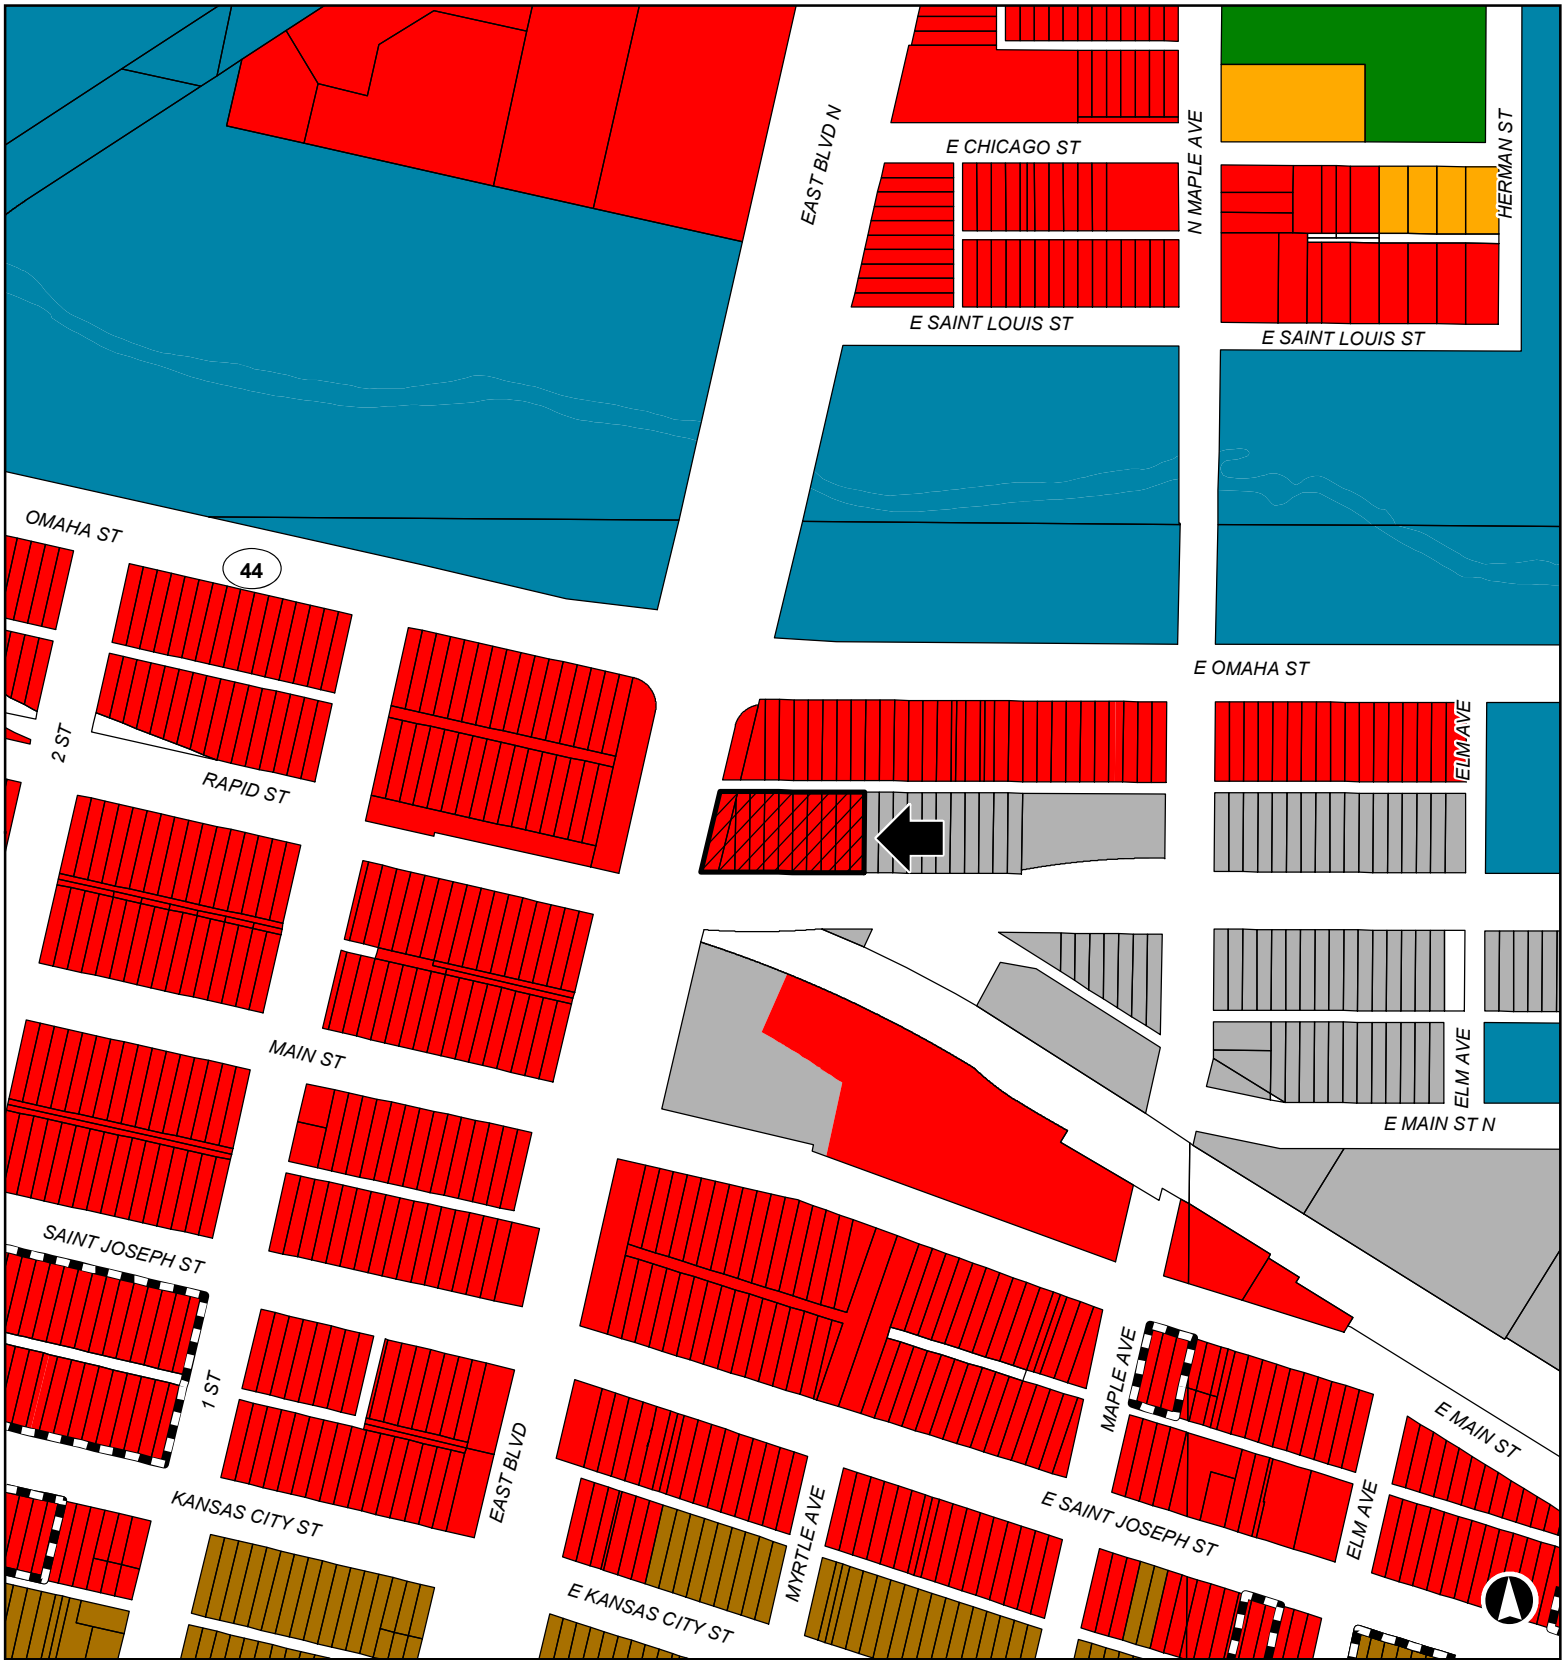 EAST BLVD N
E CHICAGO ST
N MAPLE AVE
HERMAN ST
E SAINT LOUIS ST
E SAINT LOUIS ST
OMAHA ST
44
E OMAHA ST
2 ST
RAPID ST
ELM AVE
MAIN ST
ELM AVE
E MAIN ST N
SAINT JOSEPH ST
1 ST
MAPLE AVE
E MAIN ST
EAST BLVD
KANSAS CITY ST
MYRTLE AVE
E SAINT JOSEPH ST
ELM AVE
E KANSAS CITY ST